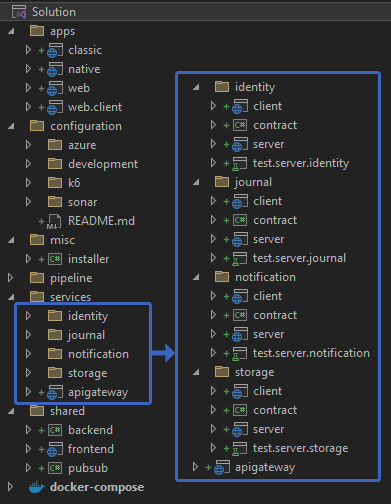 Solution
apps
classic
native
web
web.client
configuration
azure
development
k6
sonar
README.md
misc
installer
pipeline
services
identity
journal
notification
storage
apigateway
shared
backend
frontend
pubsub
docker-compose
identity
client
contract
server
test.server.identity
journal
client
contract
server
test.server.journal
notification
client
contract
server
test.server.notification
storage
client
contract
server
test.server.storage
apigateway